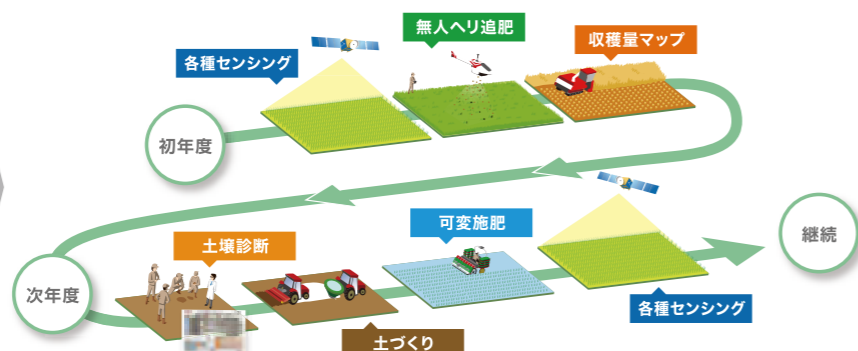 初年度
各種センシング
無人ヘリ追肥
収穫量マップ
次年度
土壌診断
土づくり
可変施肥
各種センシング
継続